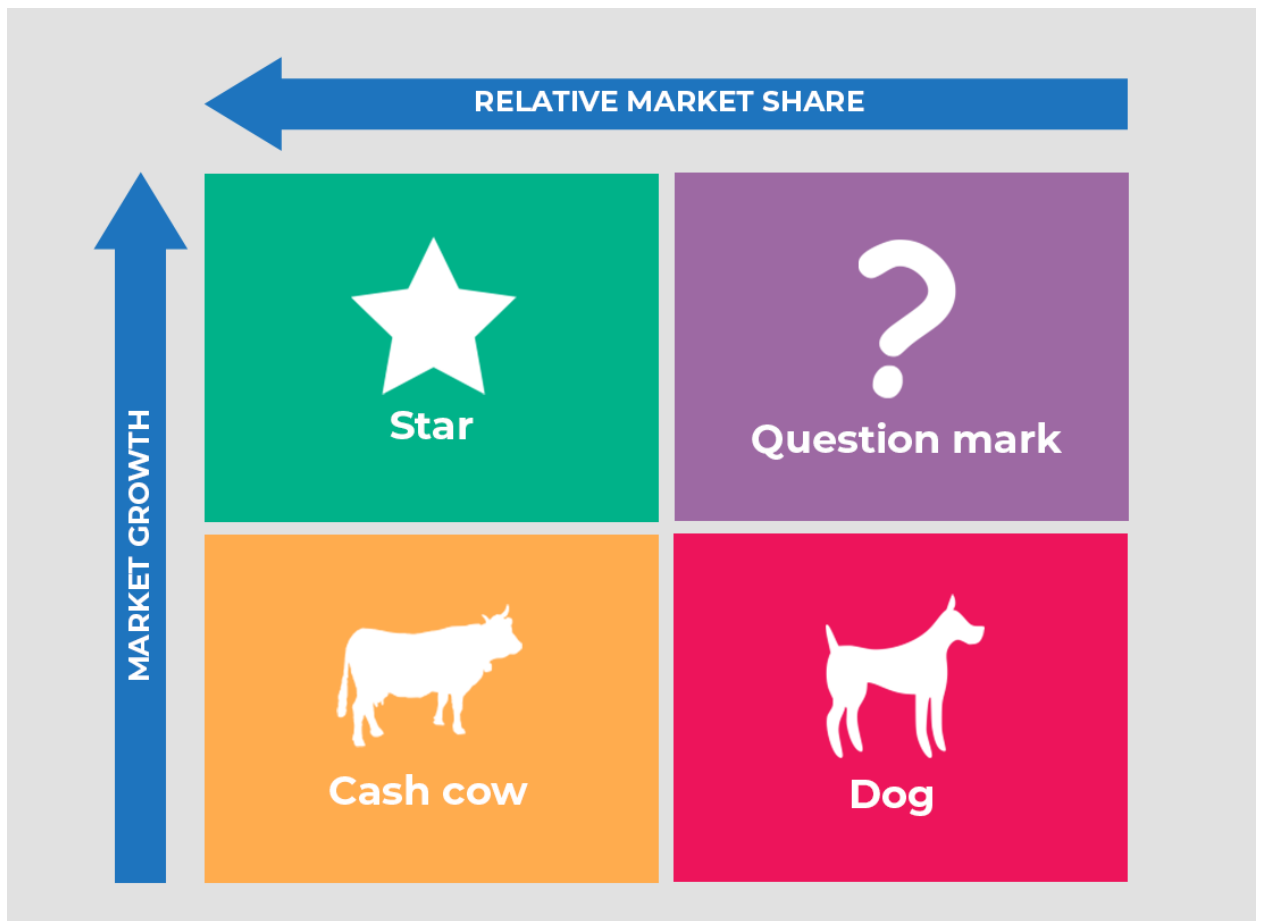 RELATIVE MARKET SHARE
MARKET GROWTH
Star
Question mark
Cash cow
Dog